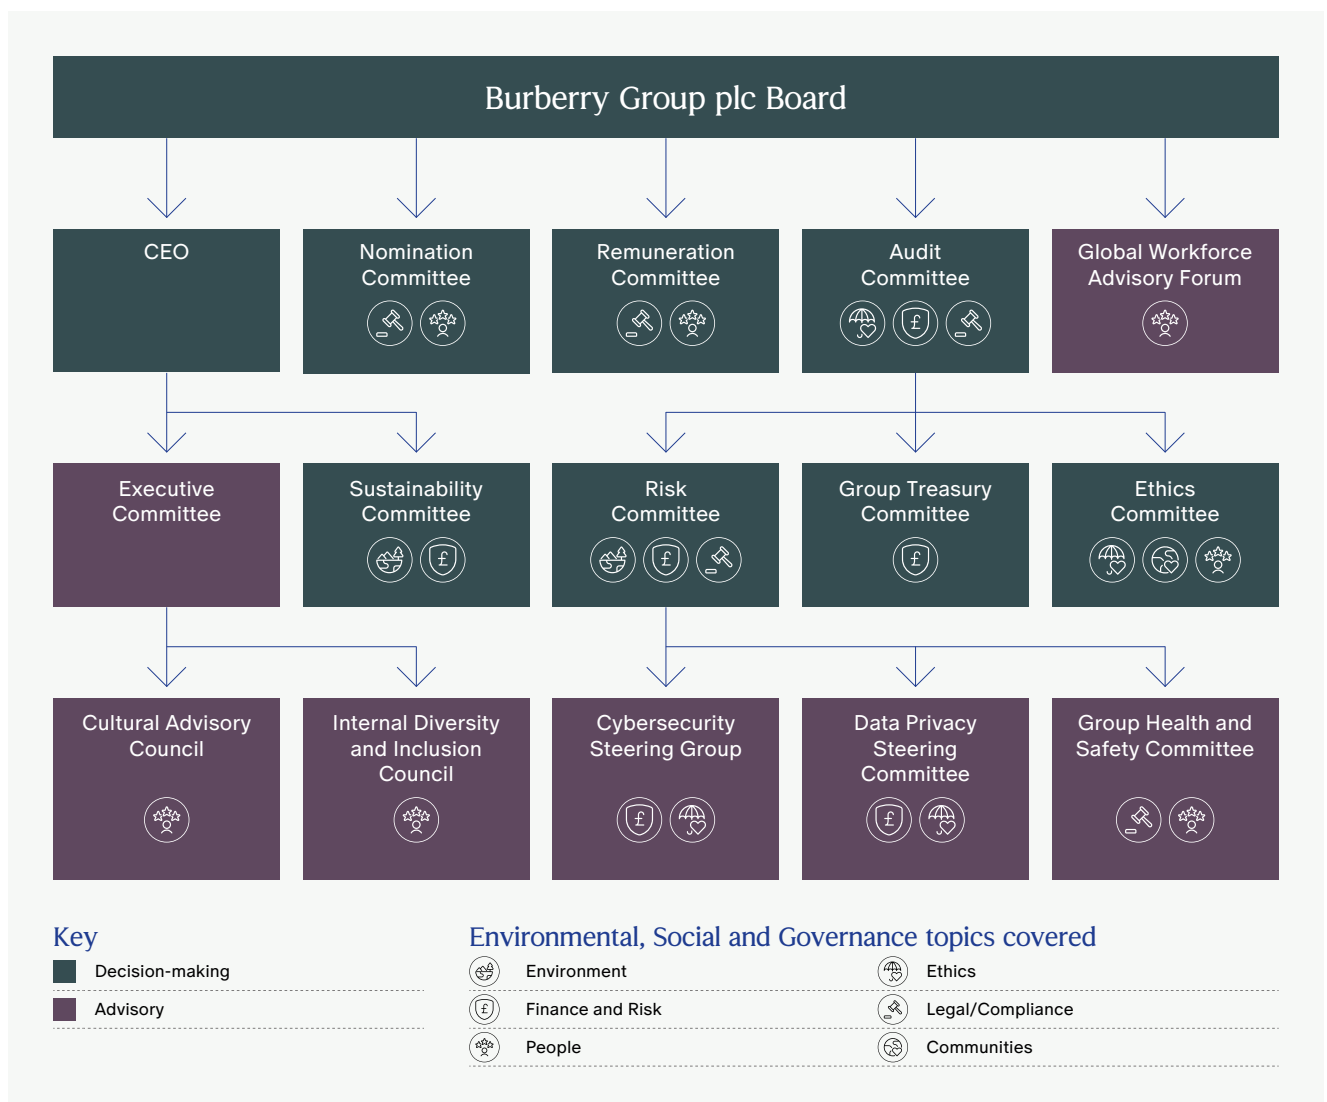 Burberry Group plc Board
CEO
Nomination
Committee
Remuneration
Committee
Audit
Committee
Global Workforce
Advisory Forum
Executive
Committee
Sustainability
Committee
Risk
Committee
Group Treasury
Committee
Ethics
Committee
Cultural Advisory
Council
Internal Diversity
and Inclusion
Council
Cybersecurity
Steering Group
Data Privacy
Steering
Committee
Group Health and
Safety Committee
Key
Decision-making
Advisory
Environmental, Social and Governance topics covered
Environment
Finance and Risk
People
Ethics
Legal/Compliance
Communities